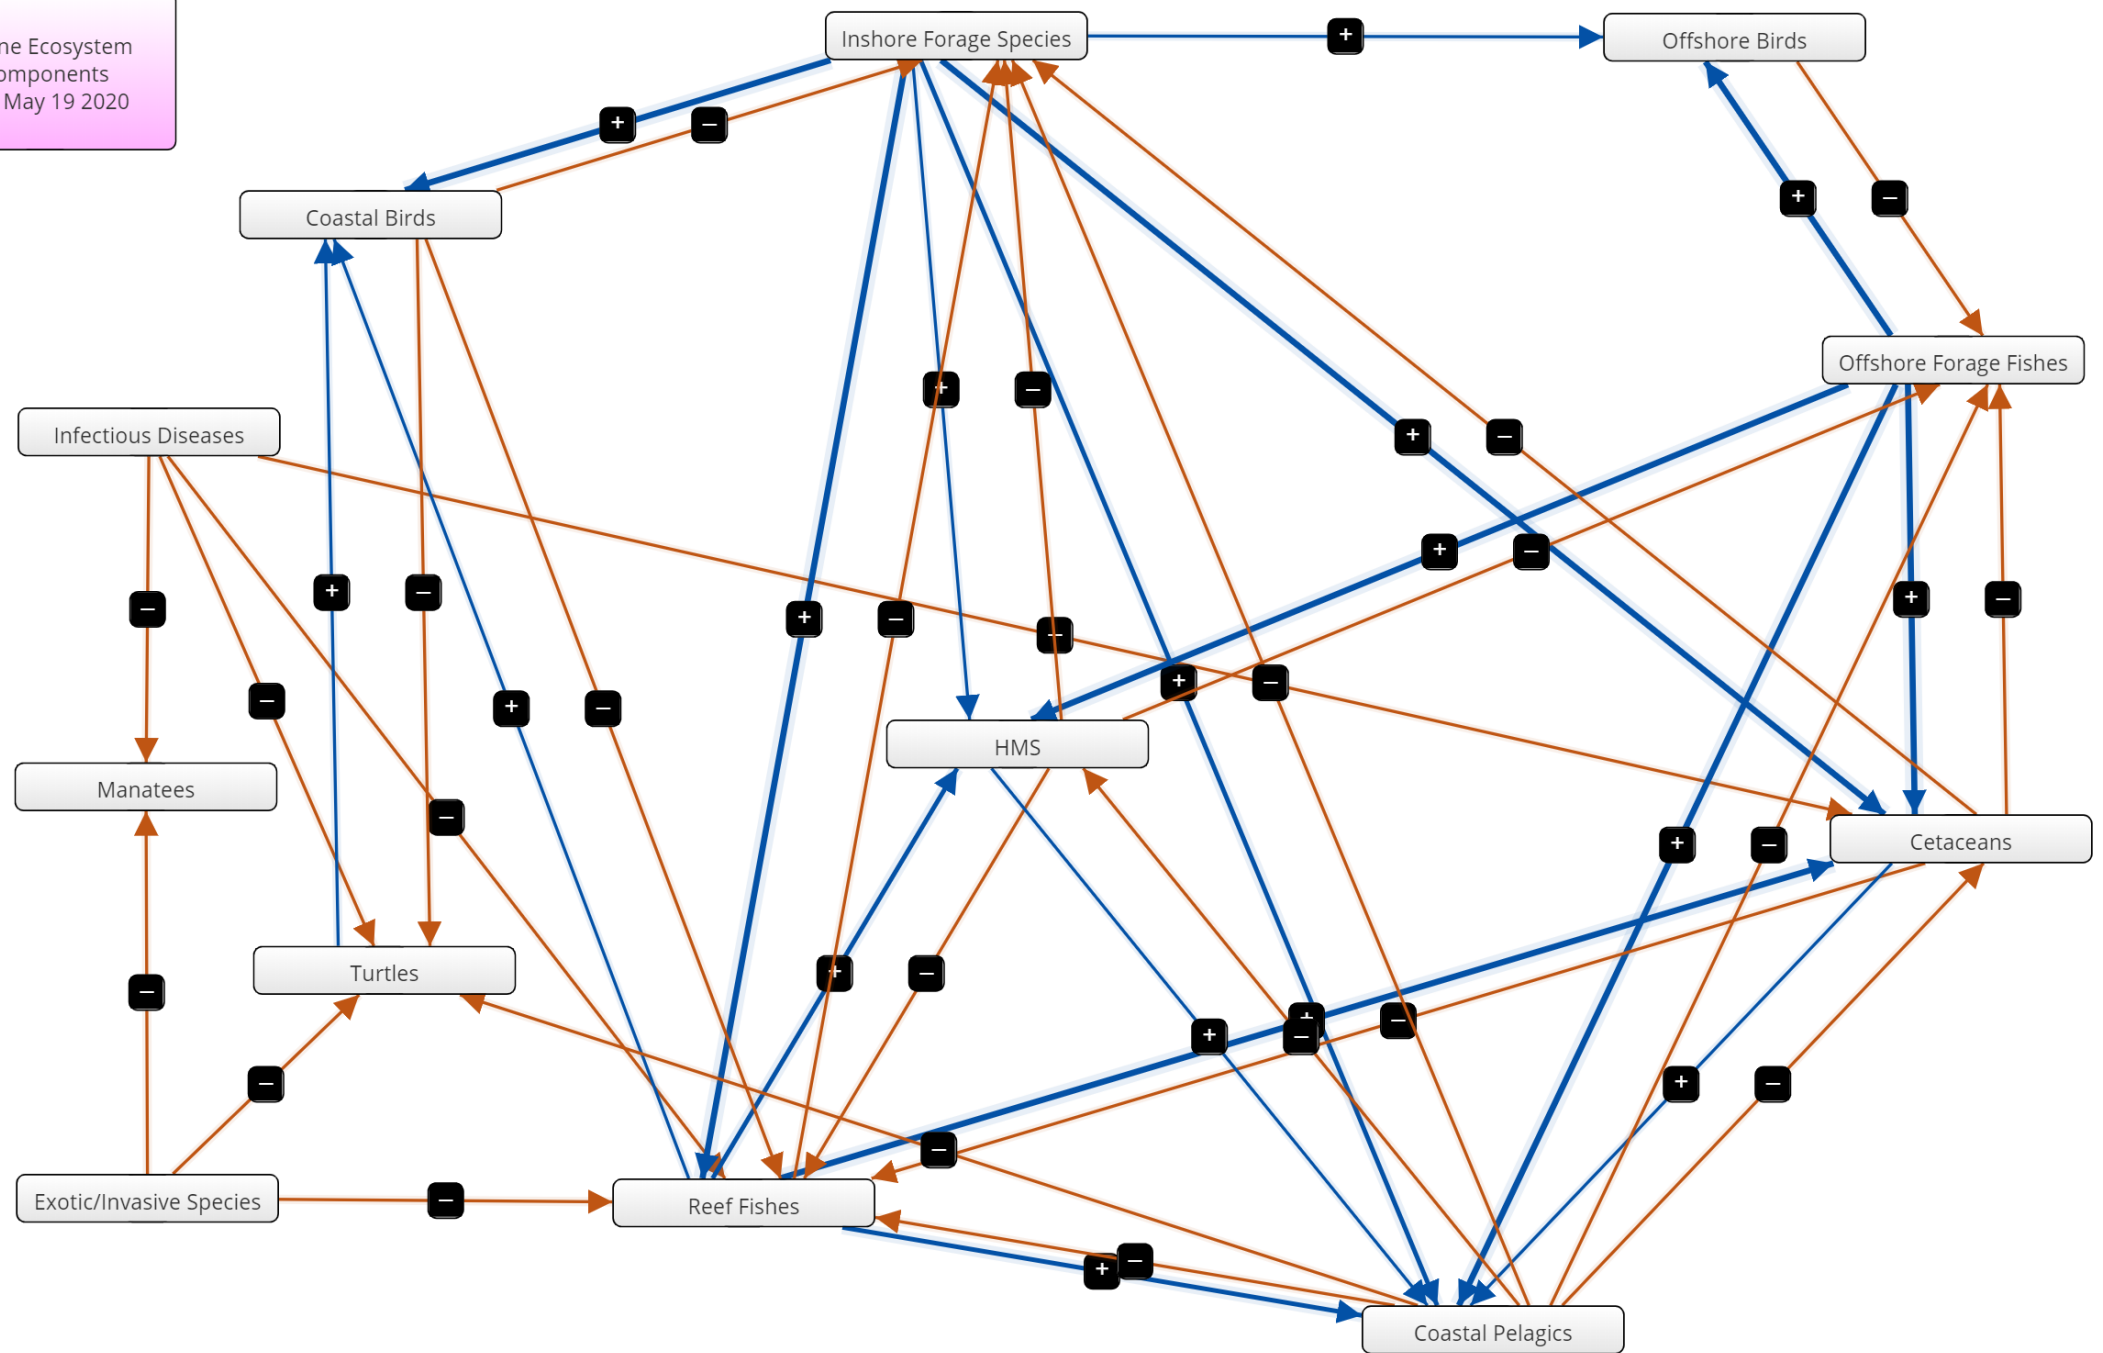 ne Ecosystem
omponents
May 19 2020
Inshore Forage Species
Offshore Birds
Coastal Birds
Offshore Forage Fishes
Infectious Diseases
HMS
Manatees
Cetaceans
Turtles
Exotic/Invasive Species
Reef Fishes
Coastal Pelagics